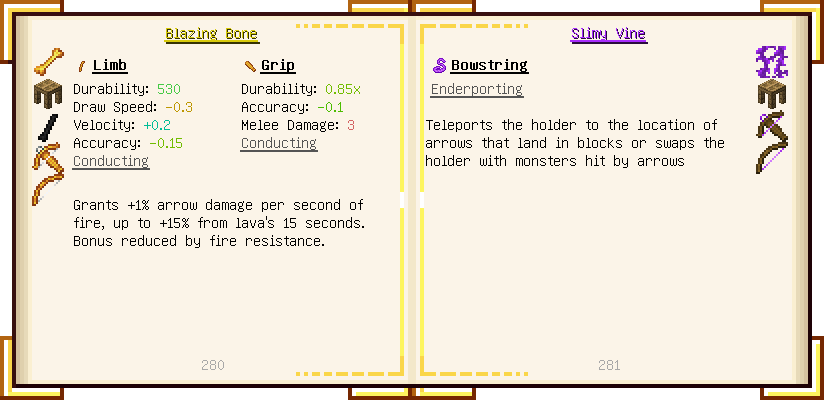 Blazing Bone
Limb
Durability: 530
Draw Speed: -0.3
Velocity: +0.2
Accuracy: -0.15
Conducting
Grip
Durability: 0.85x
Accuracy: -0.1
Melee Damage: 3
Conducting
Grants +1% arrow damage per second of
fire, up to +15% from lava's 15 seconds.
Bonus reduced by fire resistance.
280
Slimy Vine
Bowstring
Enderporting
Teleports the holder to the location of
arrows that land in blocks or swaps the
holder with monsters hit by arrows
281